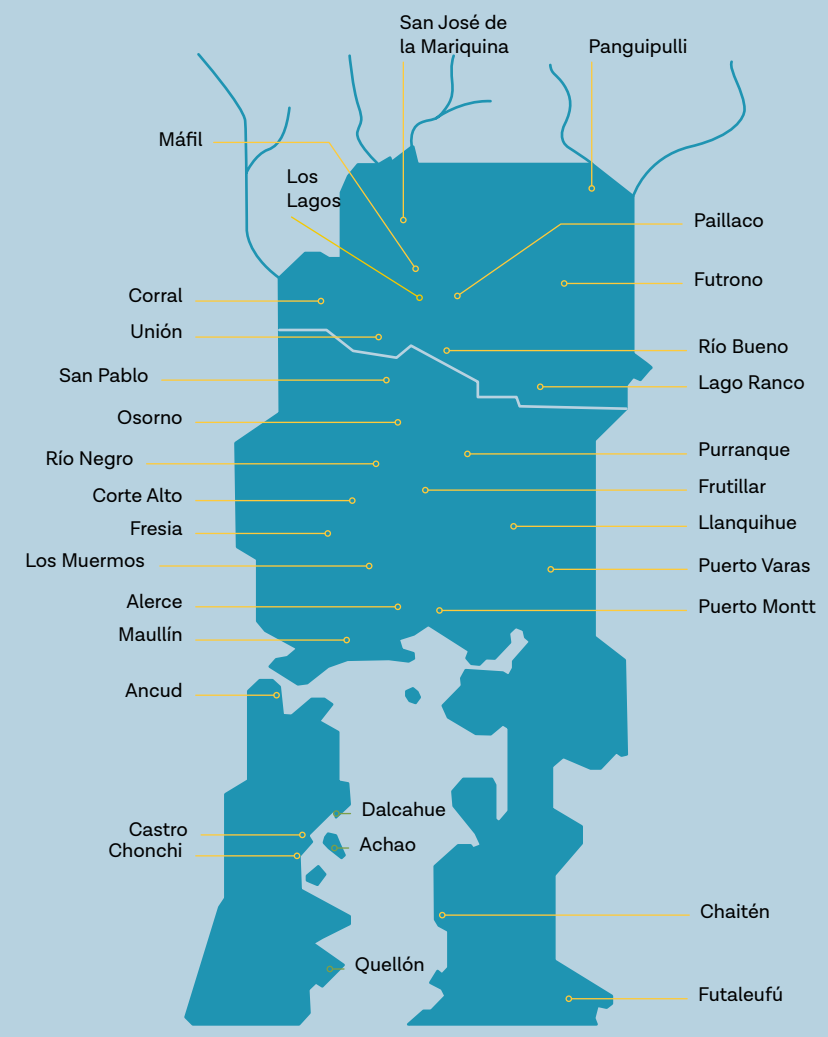 San José de
la Mariquina
Panguipulli
Máfil
Los
Lagos
Paillaco
Futrono
Corral
Unión
Río Bueno
San Pablo
Lago Ranco
Osorno
Purranque
Río Negro
Frutillar
Corte Alto
Llanquihue
Fresia
Los Muermos
Puerto Varas
Alerce
Puerto Montt
Maullín
Ancud
Dalcahue
Castro
Achao
Chonchi
Chaitén
Quellón
Futaleufú